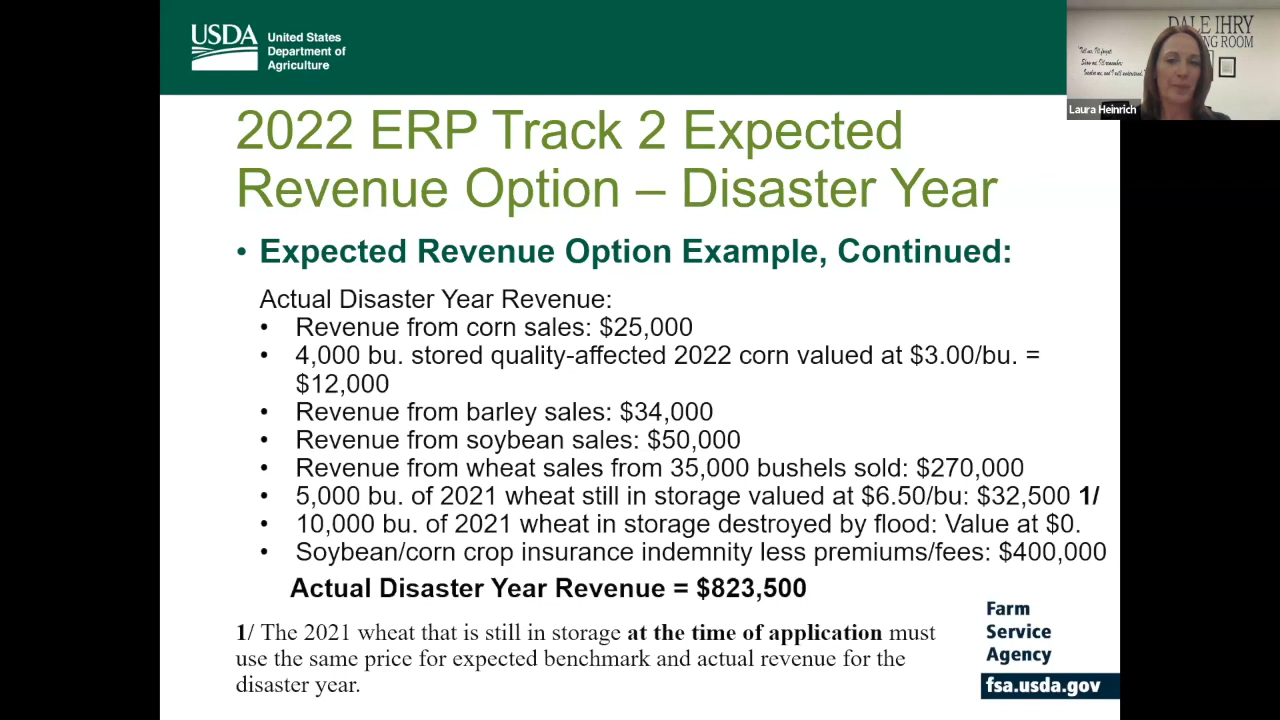 USDA
United States
Department of
Agriculture
DALE IHRY
NG ROOM
Laura Heinrich
2022 ERP Track 2 Expected
Revenue Option – Disaster Year
• Expected Revenue Option Example, Continued:
Actual Disaster Year Revenue:
• Revenue from corn sales: $25,000
• 4,000 bu. stored quality-affected 2022 corn valued at $3.00/bu. =
$12,000
• Revenue from barley sales: $34,000
• Revenue from soybean sales: $50,000
• Revenue from wheat sales from 35,000 bushels sold: $270,000
• 5,000 bu. of 2021 wheat still in storage valued at $6.50/bu: $32,500 1/
• 10,000 bu. of 2021 wheat in storage destroyed by flood: Value at $0.
• Soybean/corn crop insurance indemnity less premiums/fees: $400,000
Actual Disaster Year Revenue = $823,500
1/ The 2021 wheat that is still in storage at the time of application must
use the same price for expected benchmark and actual revenue for the
disaster year.
Farm
Service
Agency
fsa.usda.gov